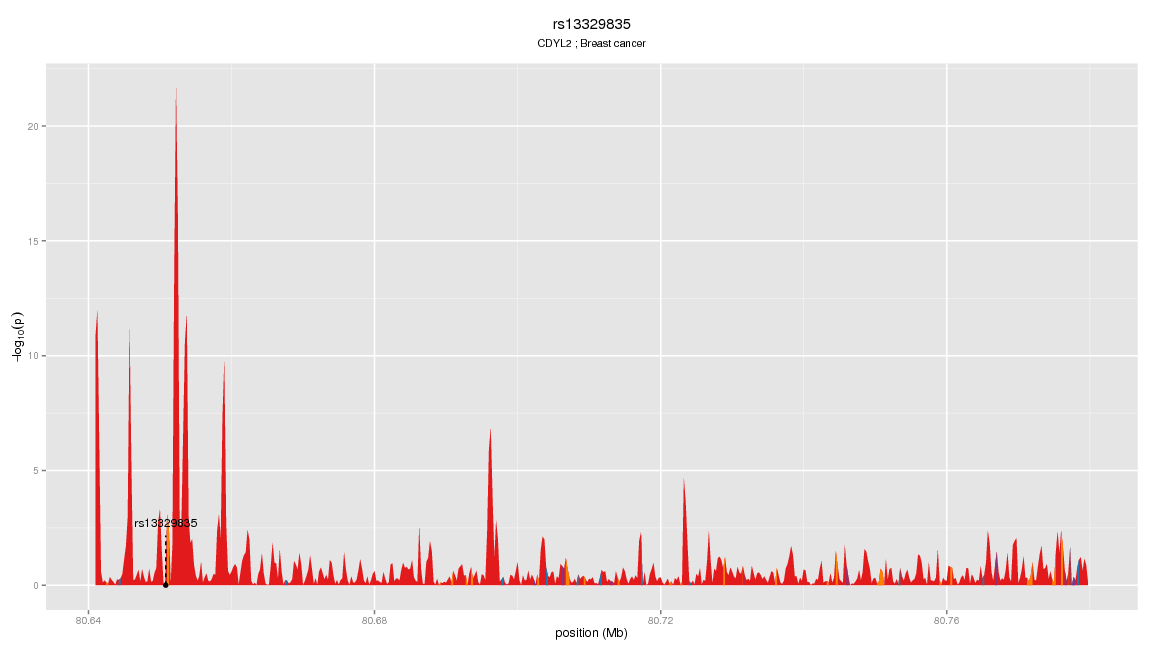 rs13329835
CDYL2 ; Breast cancer
20
15
10
5
0
−log10(p)
rs13329835
80.64
80.68
80.72
80.76
position (Mb)